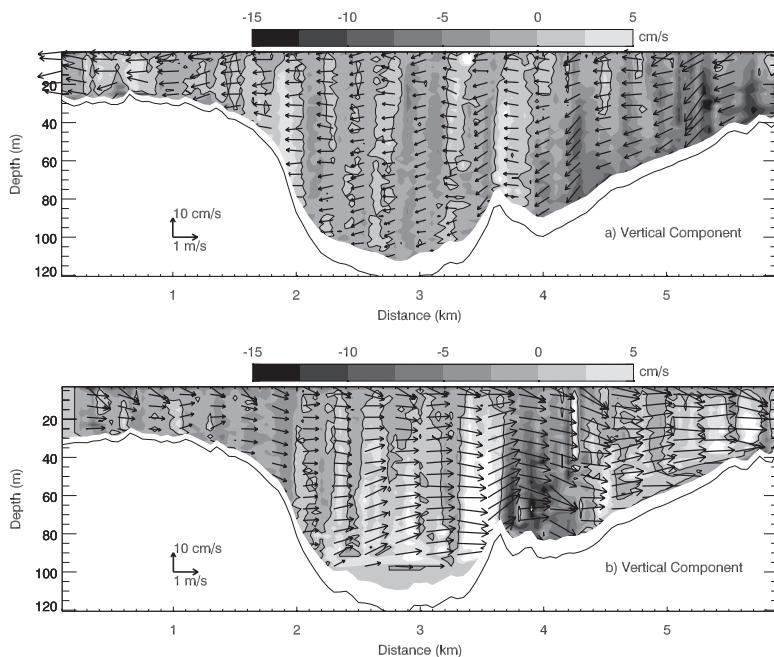 -15 -10 -5 0 5
cm/s
20
40
60
80
100
120
Depth (m)
10 cm/s
1 m/s
a) Vertical Component
1 2 3 4 5
Distance (km)
-15 -10 -5 0 5
cm/s
20
40
60
80
100
120
Depth (m)
10 cm/s
1 m/s
b) Vertical Component
1 2 3 4 5
Distance (km)